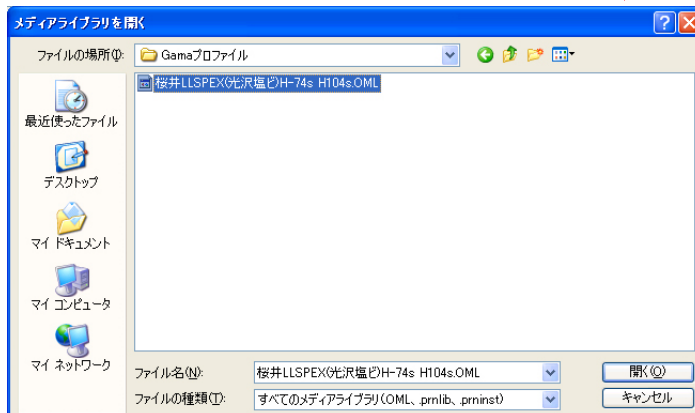 メディアライブラリを開く
ファイルの場所(I):
Gamaプロファイル
桜井LLSPEX(光沢塩ビ)H-74s H104s.OML
最近使ったファイル
デスクトップ
マイ ドキュメント
マイ コンピュータ
マイ ネットワーク
ファイル名(N):
桜井LLSPEX(光沢塩ビ)H-74s H104s.OML
開く(O)
ファイルの種類(T):
すべてのメディアライブラリ(OML、.prnlib、.prninst)
キャンセル